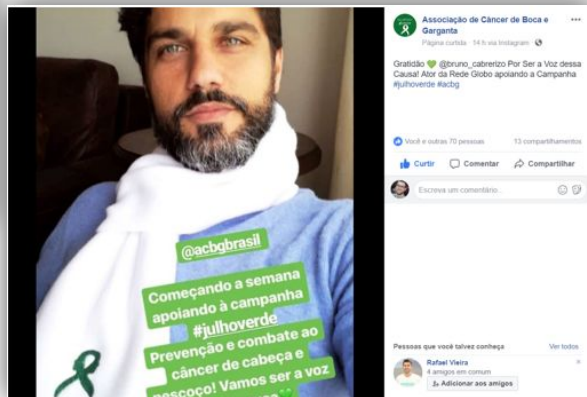 @acbgbrasil
Começando a semana
apoiando à campanha
#julhoverde
Prevenção e combate ao
câncer de cabeça e
pescoço! Vamos ser a voz
Associação de Câncer de Boca e
Garganta
Página curtida · 14 h via Instagram
Gratidão 💚 @bruno_cabrerizo Por Ser a Voz dessa
Causa! Ator da Rede Globo apoiando a Campanha
#julhoverde #acbg
Você e outras 70 pessoas 13 compartilhamentos
Curtir Comentar Compartilhar
Escreva um comentário...
Pessoas que você talvez conheça Ver todos
Rafael Vieira
4 amigos em comum
Adicionar aos amigos